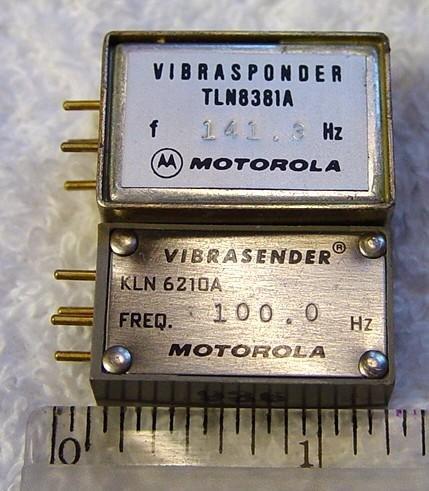 VIBRASPONDER
TLN8381A
f 141.3 Hz
MOTOROLA
VIBRASENDER®
KLN 6210A
FREQ. 100.0 Hz
MOTOROLA
0 1